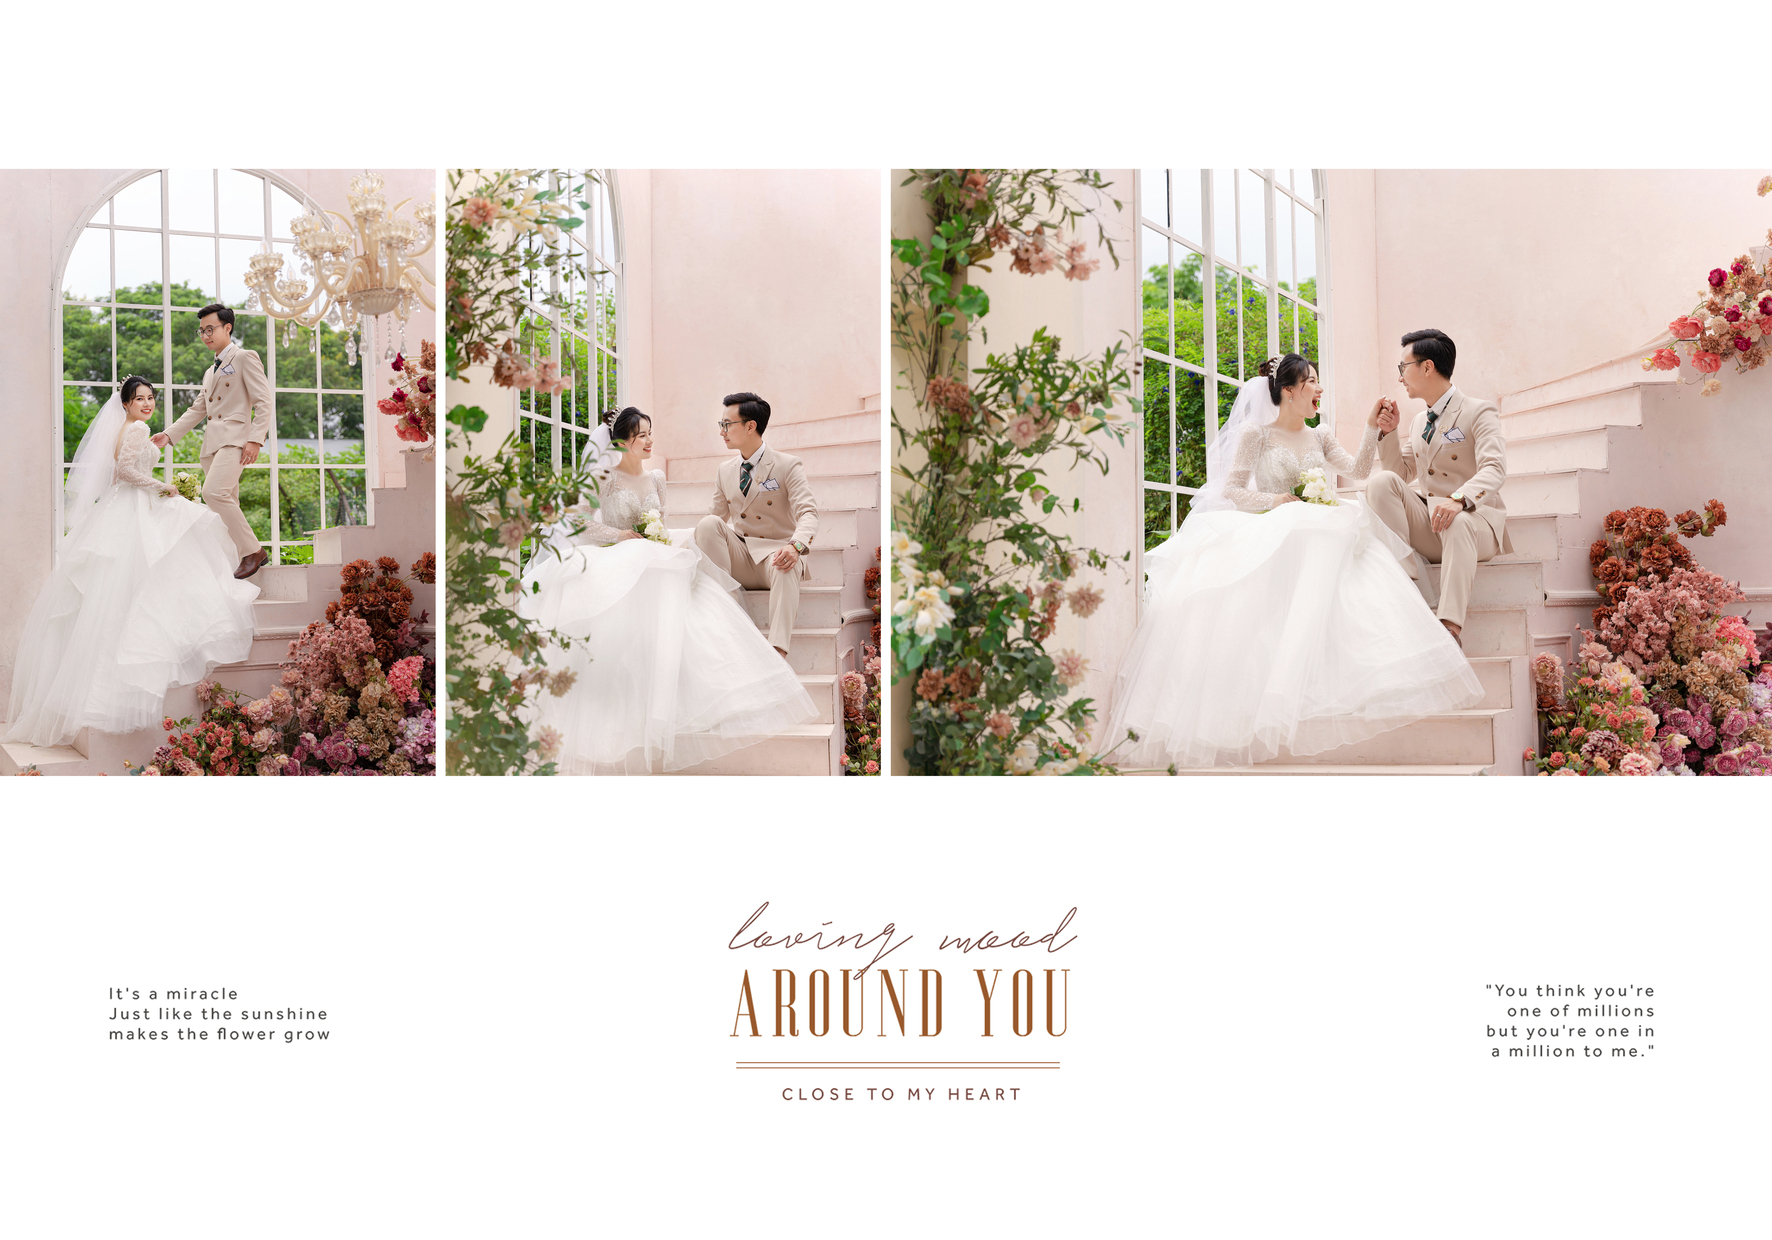 loving mood
AROUND YOU
CLOSE TO MY HEART
It's a miracle
Just like the sunshine
makes the flower grow
"You think you're
one of millions
but you're one in
a million to me."